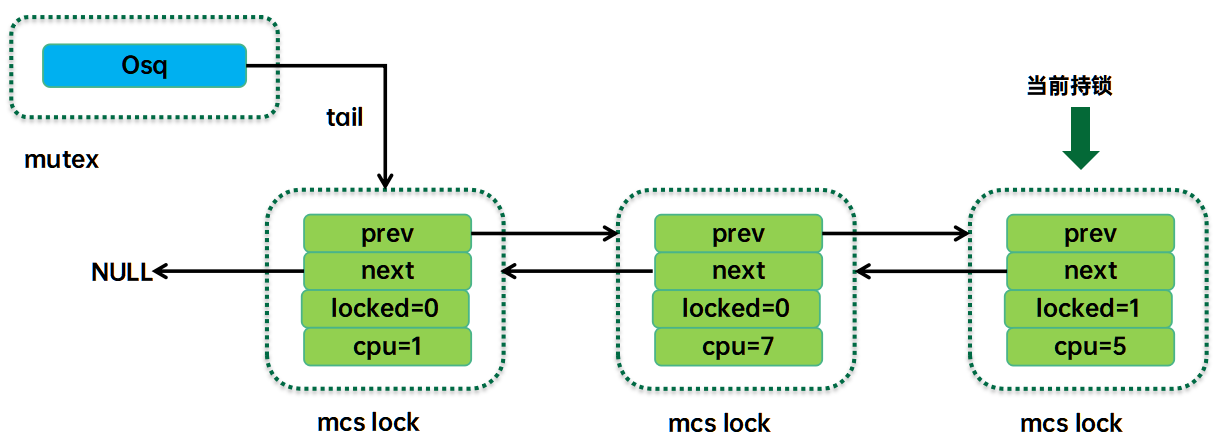 Osq
当前持锁
tail
mutex
prev
prev
prev
NULL
next
next
next
locked=0
locked=0
locked=1
cpu=1
cpu=7
cpu=5
mcs lock
mcs lock
mcs lock